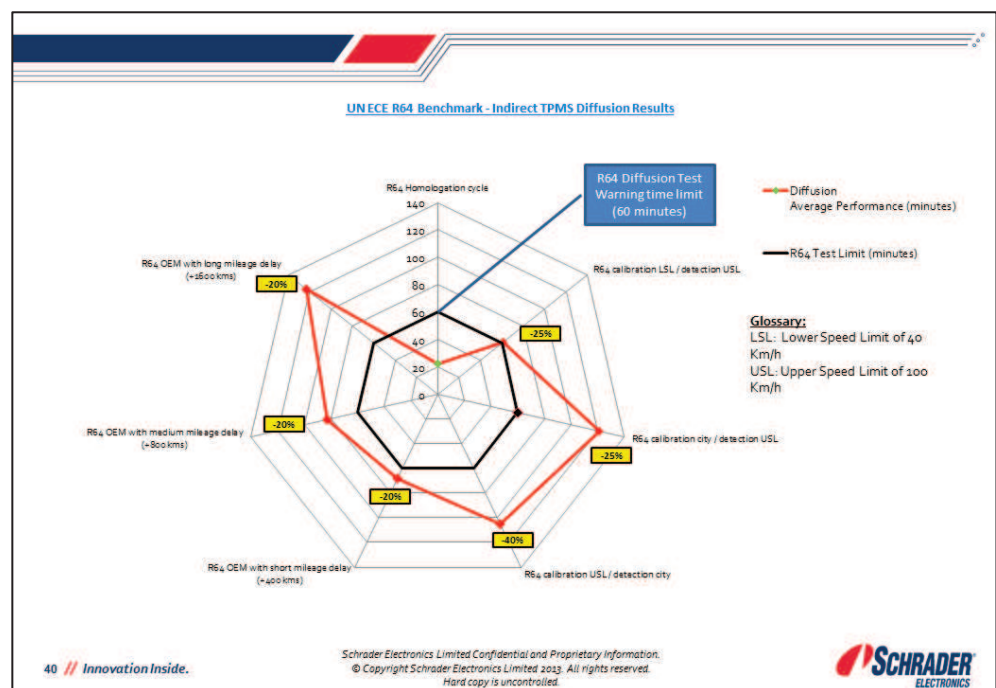 UN ECE R64 Benchmark - Indirect TPMS Diffusion Results
R64 Diffusion Test
Warning time limit
(60 minutes)
R64 Homologation cycle
140
120
100
80
60
40
20
0
Diffusion
Average Performance (minutes)
R64 Test Limit (minutes)
R64 OEM with long mileage delay
(+1600 kms)
-20%
R64 calibration LSL / detection USL
-25%
Glossary:
LSL: Lower Speed Limit of 40
Km/h
USL: Upper Speed Limit of 100
Km/h
R64 OEM with medium mileage delay
(+800 kms)
-20%
R64 calibration city / detection USL
-25%
-20%
-40%
R64 OEM with short mileage delay
(+400 kms)
R64 calibration USL / detection city
40 // Innovation Inside.
Schrader Electronics Limited Confidential and Proprietary Information.
© Copyright Schrader Electronics Limited 2013. All rights reserved.
Hard copy is uncontrolled.
SCHRADER
ELECTRONICS